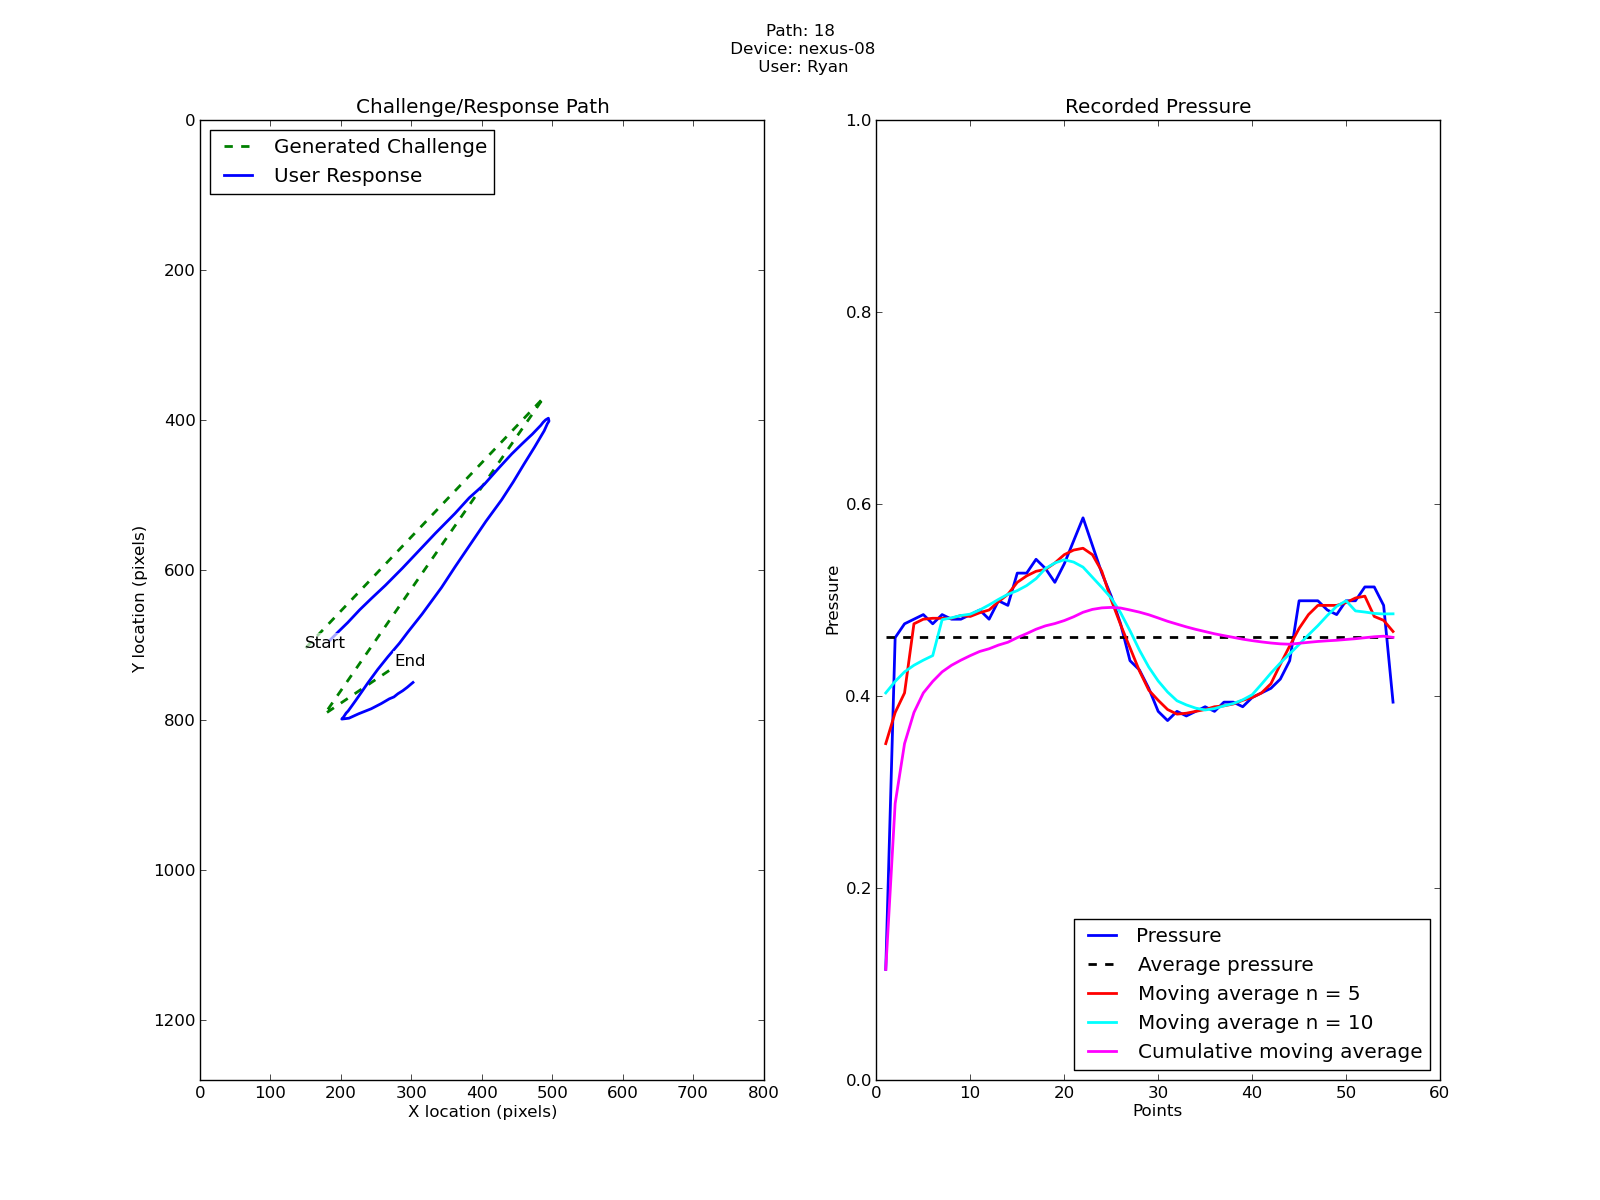 Path: 18
Device: nexus-08
User: Ryan
Challenge/Response Path
Generated Challenge
User Response
0
200
400
600
800
1000
1200
Y location (pixels)
Start
End
0 100 200 300 400 500 600 700 800
X location (pixels)
Recorded Pressure
1.0
0.8
0.6
0.4
0.2
0.0
Pressure
Pressure
Average pressure
Moving average n = 5
Moving average n = 10
Cumulative moving average
0 10 20 30 40 50 60
Points